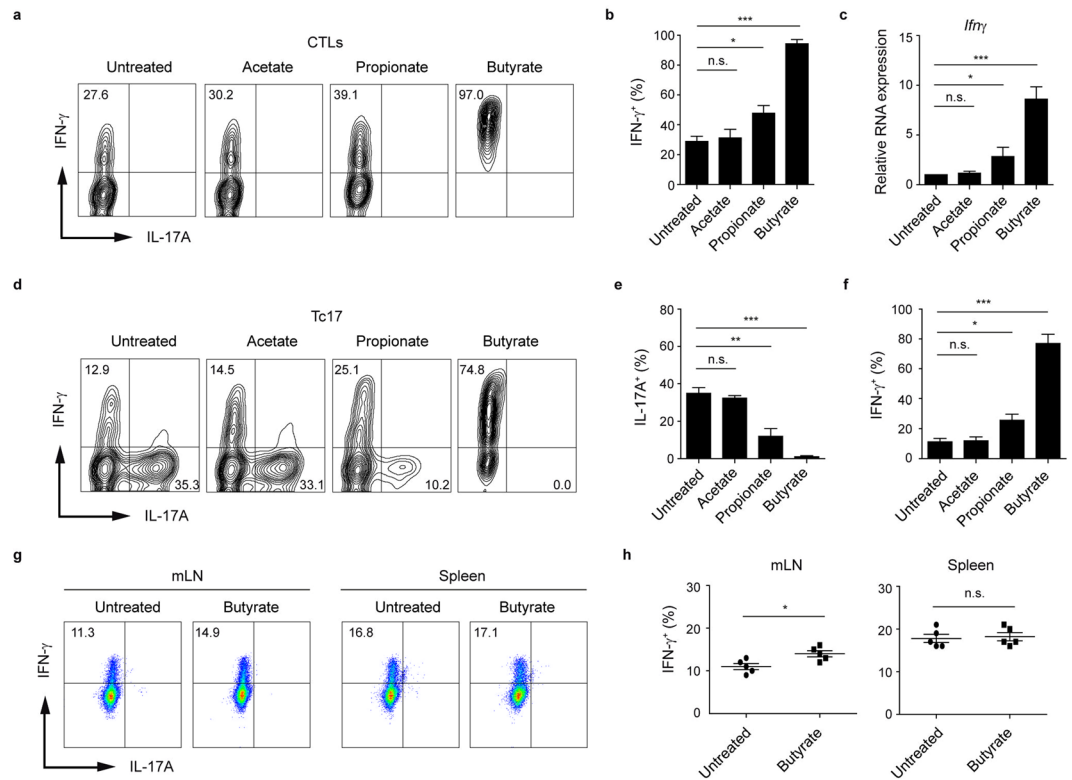 a
CTLs
Untreated Acetate Propionate Butyrate
27.6 30.2 39.1 97.0
IFN-γ
IL-17A
b
***
*
n.s.
100
80
60
40
20
0
IFN-γ⁺ (%)
Untreated Acetate Propionate Butyrate
c
Ifnγ
***
*
n.s.
15
10
5
0
Relative RNA expression
Untreated Acetate Propionate Butyrate
d
Tc17
Untreated Acetate Propionate Butyrate
12.9 14.5 25.1 74.8
IFN-γ
35.3 33.1 10.2 0.0
IL-17A
e
***
**
n.s.
80
60
40
20
0
IL-17A⁺ (%)
Untreated Acetate Propionate Butyrate
f
***
*
n.s.
100
80
60
40
20
0
IFN-γ⁺ (%)
Untreated Acetate Propionate Butyrate
g
mLN Spleen
Untreated Butyrate Untreated Butyrate
11.3 14.9 16.8 17.1
IFN-γ
IL-17A
h
mLN
*
30
20
10
0
IFN-γ⁺ (%)
Untreated Butyrate
Spleen
n.s.
30
20
10
0
Untreated Butyrate